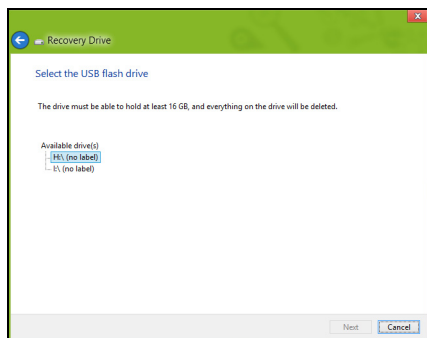 x
Recovery Drive
Select the USB flash drive
The drive must be able to hold at least 16 GB, and everything on the drive will be deleted.
Available drive(s)
H:\ (no label)
I:\ (no label)
Next Cancel